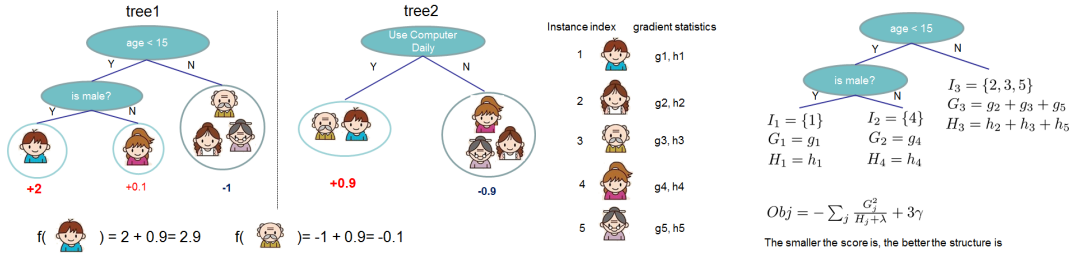 tree1
age < 15
Y
N
is male?
Y
N
+2
+0.1
-1
tree2
Use Computer
Daily
Y
N
+0.9
-0.9
f( ) = 2 + 0.9= 2.9
f( )= -1 + 0.9= -0.1
Instance index gradient statistics
1 g1, h1
2 g2, h2
3 g3, h3
4 g4, h4
5 g5, h5
age < 15
Y
N
is male?
Y
N
I₁ = {1}
G₁ = g₁
H₁ = h₁
I₂ = {4}
G₂ = g₄
H₄ = h₄
I₃ = {2, 3, 5}
G₃ = g₂ + g₃ + g₅
H₃ = h₂ + h₃ + h₅
Obj = −∑ⱼ Gⱼ²/(Hⱼ+λ) + 3γ
The smaller the score is, the better the structure is